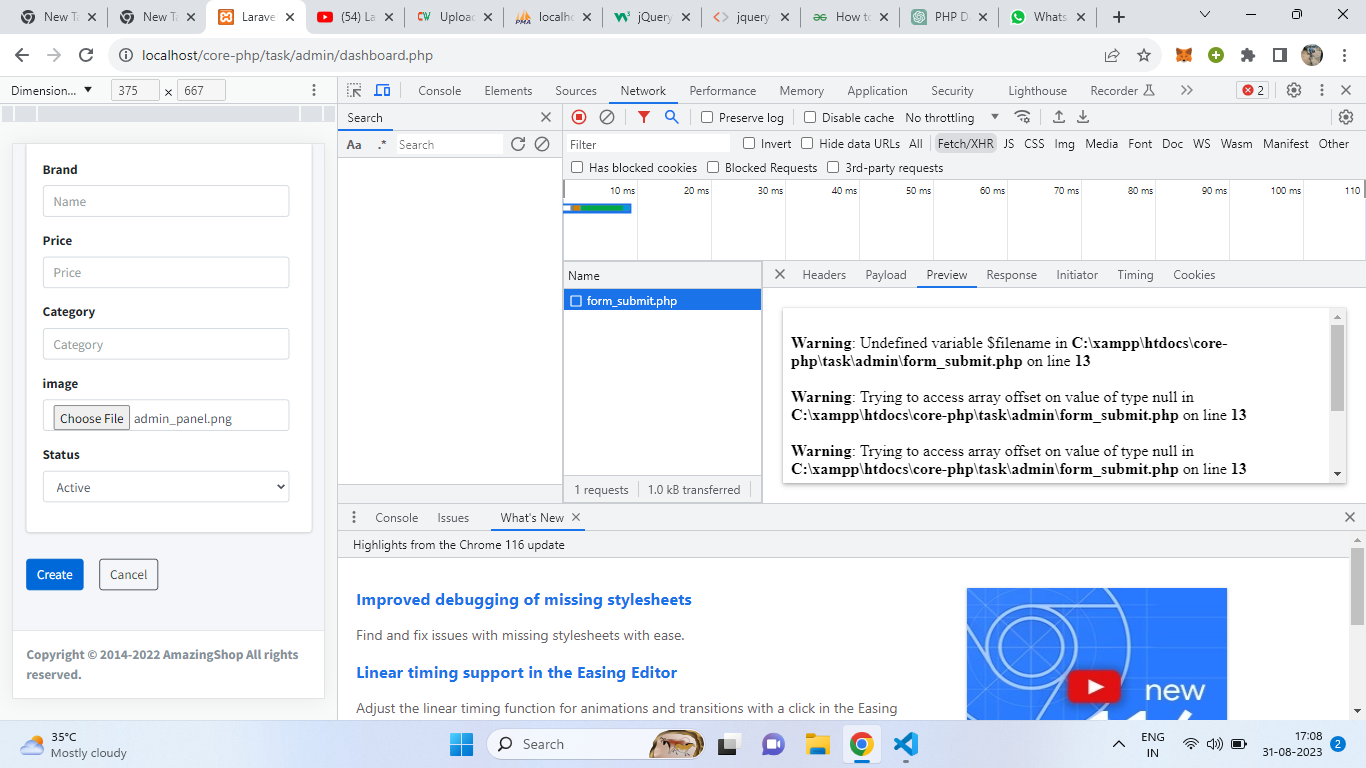 New Ta
New Ta
Larave
(54) La
Upload
localho
jQuery
jquery
How to
PHP D
Whats
localhost/core-php/task/admin/dashboard.php
Dimension... ▼ 375 × 667
Console Elements Sources Network Performance Memory Application Security Lighthouse Recorder 2
Search
Preserve log Disable cache No throttling
Aa .* Search
Filter Invert Hide data URLs All Fetch/XHR JS CSS Img Media Font Doc WS Wasm Manifest Other
Has blocked cookies Blocked Requests 3rd-party requests
10 ms 20 ms 30 ms 40 ms 50 ms 60 ms 70 ms 80 ms 90 ms 100 ms 110
Brand
Name
Price
Price
Category
Category
image
Choose File admin_panel.png
Status
Active
Create Cancel
Copyright © 2014-2022 AmazingShop All rights
reserved.
Name
form_submit.php
1 requests 1.0 kB transferred
Headers Payload Preview Response Initiator Timing Cookies
Warning: Undefined variable $filename in C:\xampp\htdocs\core-
php\task\admin\form_submit.php on line 13
Warning: Trying to access array offset on value of type null in
C:\xampp\htdocs\core-php\task\admin\form_submit.php on line 13
Warning: Trying to access array offset on value of type null in
C:\xampp\htdocs\core-php\task\admin\form_submit.php on line 13
Console Issues What's New
Highlights from the Chrome 116 update
Improved debugging of missing stylesheets
Find and fix issues with missing stylesheets with ease.
Linear timing support in the Easing Editor
Adjust the linear timing function for animations and transitions with a click in the Easing
new
116
35°C
Mostly cloudy
Search
ENG
IN
17:08
31-08-2023
2